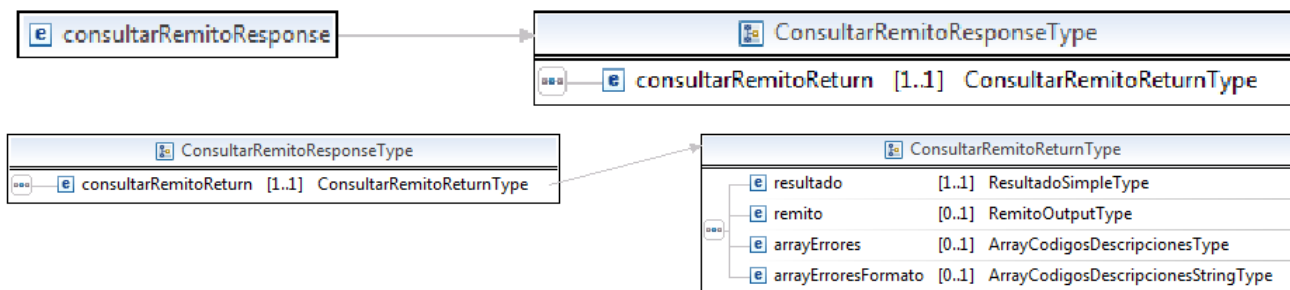 e consultarRemitoResponse
ConsultarRemitoResponseType
e consultarRemitoReturn [1..1] ConsultarRemitoReturnType
ConsultarRemitoResponseType
e consultarRemitoReturn [1..1] ConsultarRemitoReturnType
ConsultarRemitoReturnType
e resultado [1..1] ResultadoSimpleType
e remito [0..1] RemitoOutputType
e arrayErrores [0..1] ArrayCodigosDescripcionesType
e arrayErroresFormato [0..1] ArrayCodigosDescripcionesStringType